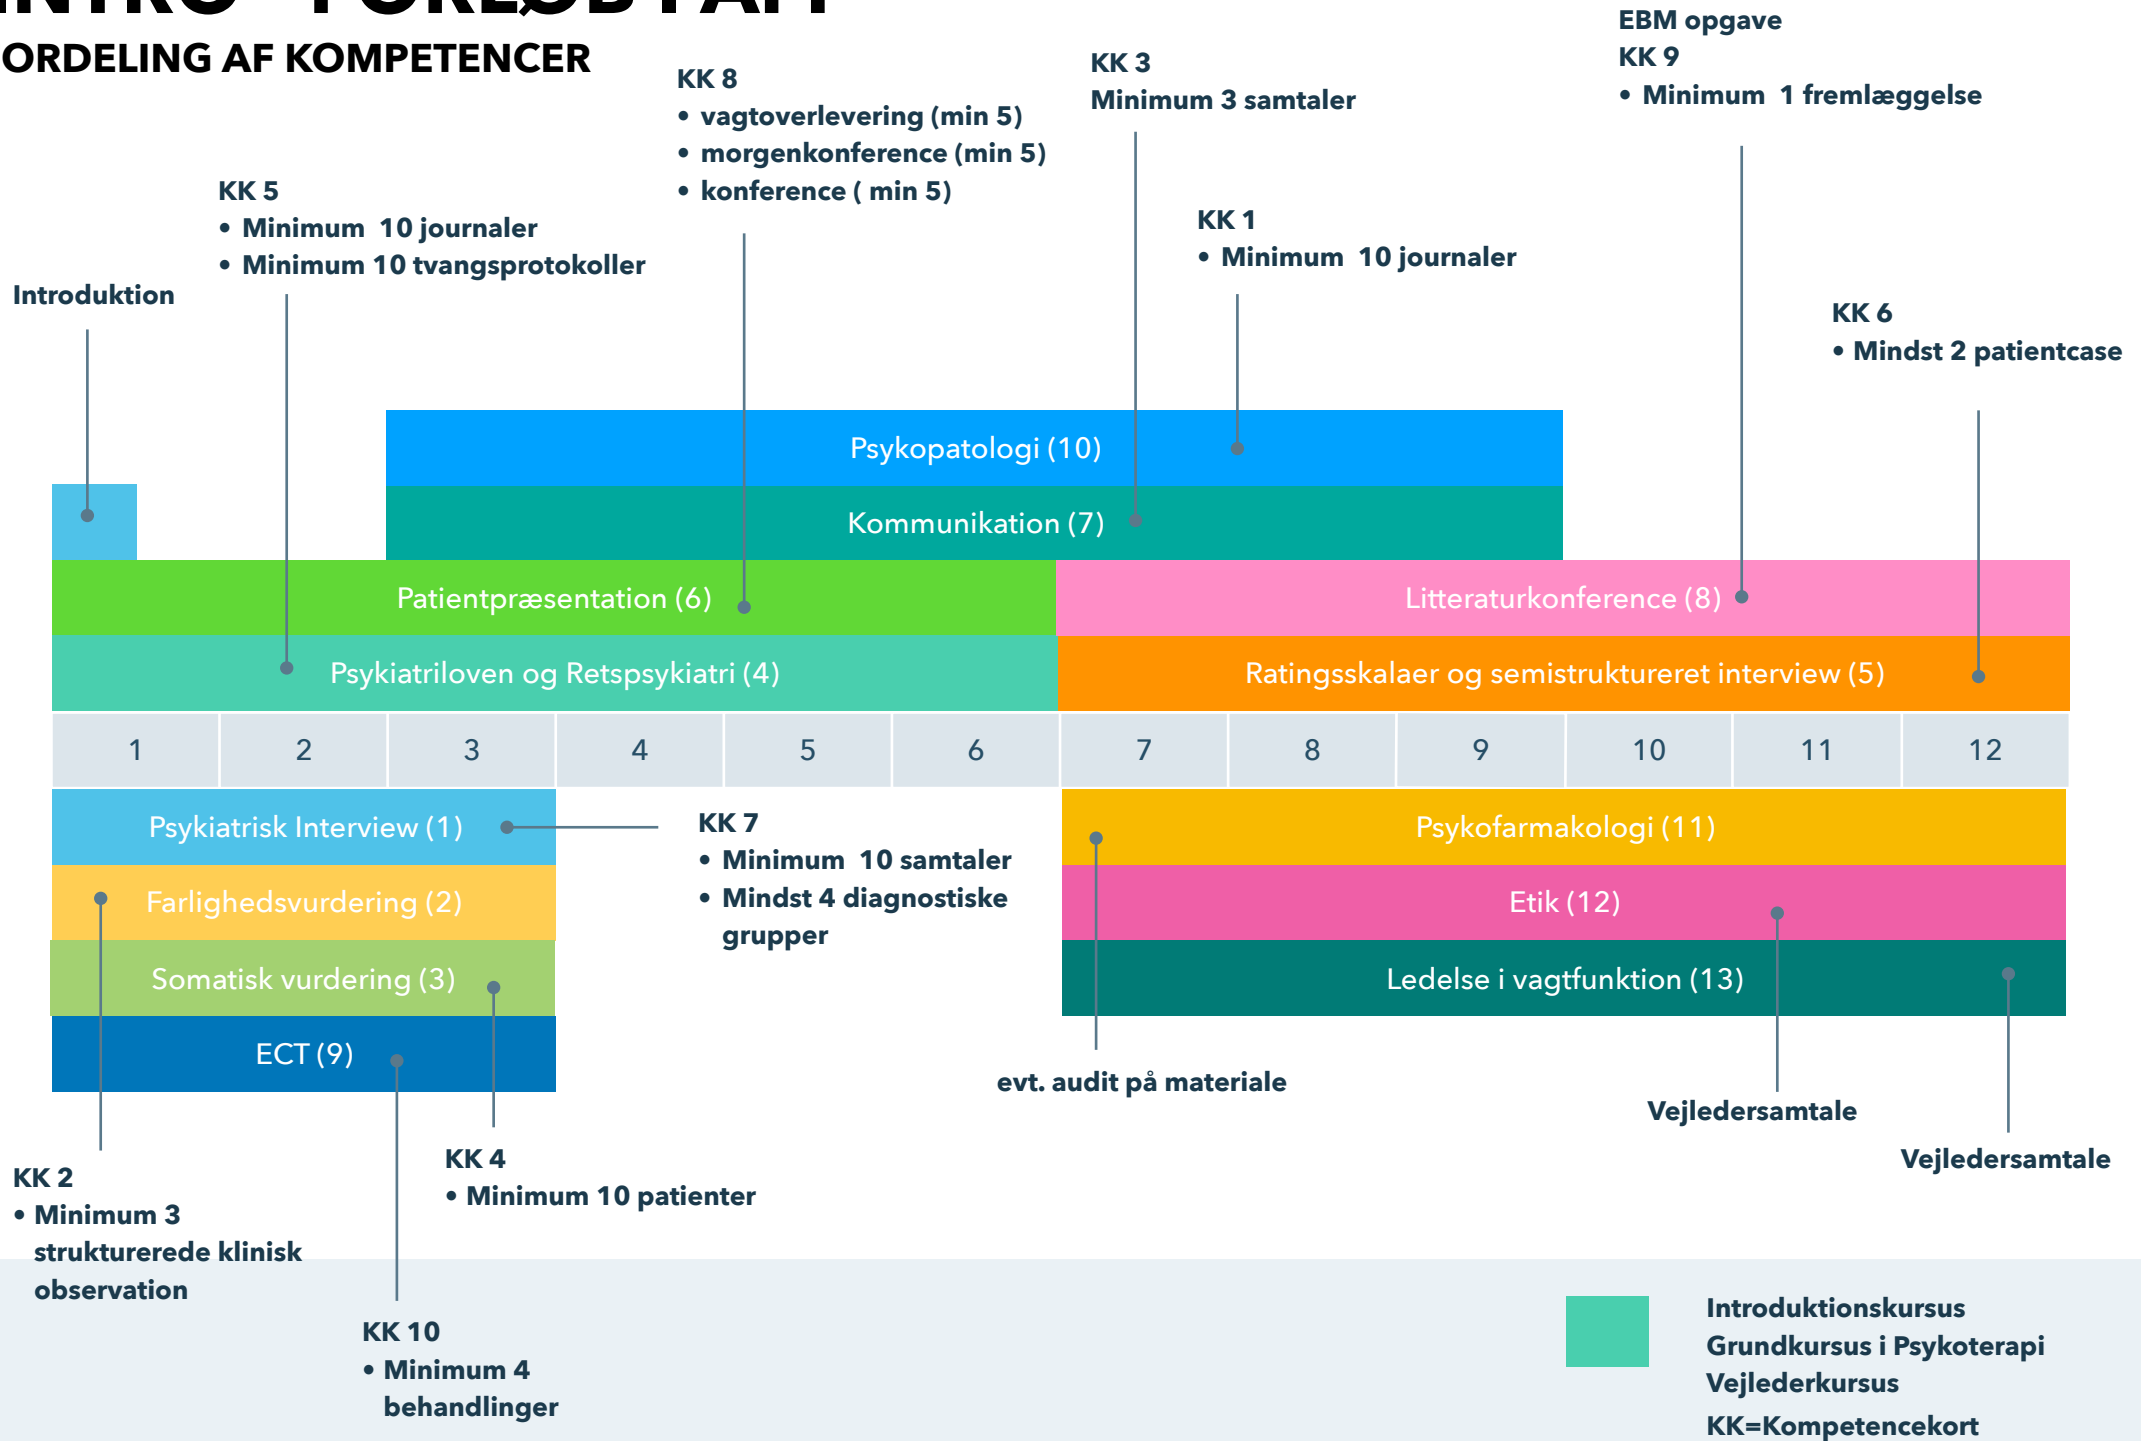 ORDELING AF KOMPETENCER
EBM opgave
KK 9
• Minimum 1 fremlæggelse
KK 3
Minimum 3 samtaler
KK 8
• vagtoverlevering (min 5)
• morgenkonference (min 5)
• konference ( min 5)
KK 5
• Minimum 10 journaler
• Minimum 10 tvangsprotokoller
KK 1
• Minimum 10 journaler
Introduktion
KK 6
• Mindst 2 patientcase
Psykopatologi (10)
Kommunikation (7)
Patientpræsentation (6)
Litteraturkonference (8)
Psykiatriloven og Retspsykiatri (4)
Ratingsskalaer og semistruktureret interview (5)
1 2 3 4 5 6 7 8 9 10 11 12
Psykiatrisk Interview (1)
Farlighedsvurdering (2)
Somatisk vurdering (3)
ECT (9)
KK 7
• Minimum 10 samtaler
• Mindst 4 diagnostiske
grupper
Psykofarmakologi (11)
Etik (12)
Ledelse i vagtfunktion (13)
evt. audit på materiale
Vejledersamtale
Vejledersamtale
KK 2
• Minimum 3
strukturerede klinisk
observation
KK 4
• Minimum 10 patienter
KK 10
• Minimum 4
behandlinger
Introduktionskursus
Grundkursus i Psykoterapi
Vejlederkursus
KK=Kompetencekort